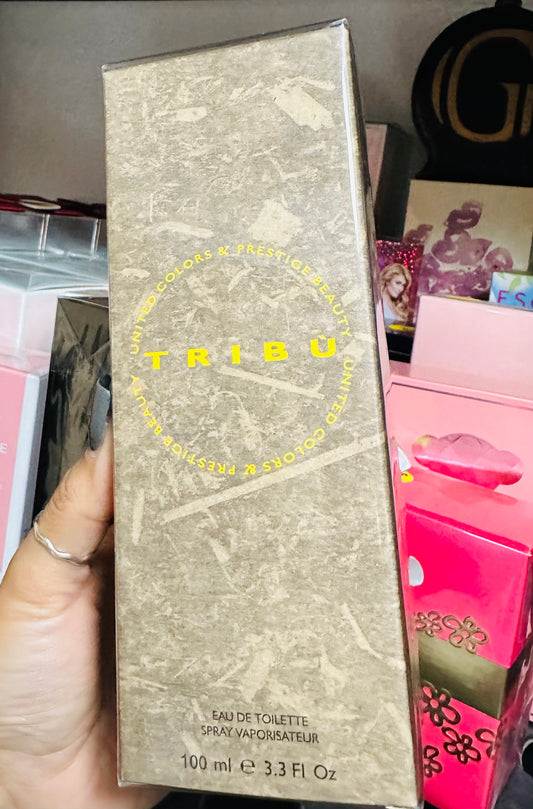 UNITED COLORS & PRESTIGE BEAUTY UNITED COLORS & PRESTIGE BEAUTY
TRIBU
EAU DE TOILETTE
SPRAY VAPORISATEUR
100 ml e 3.3 Fl Oz
G
ES